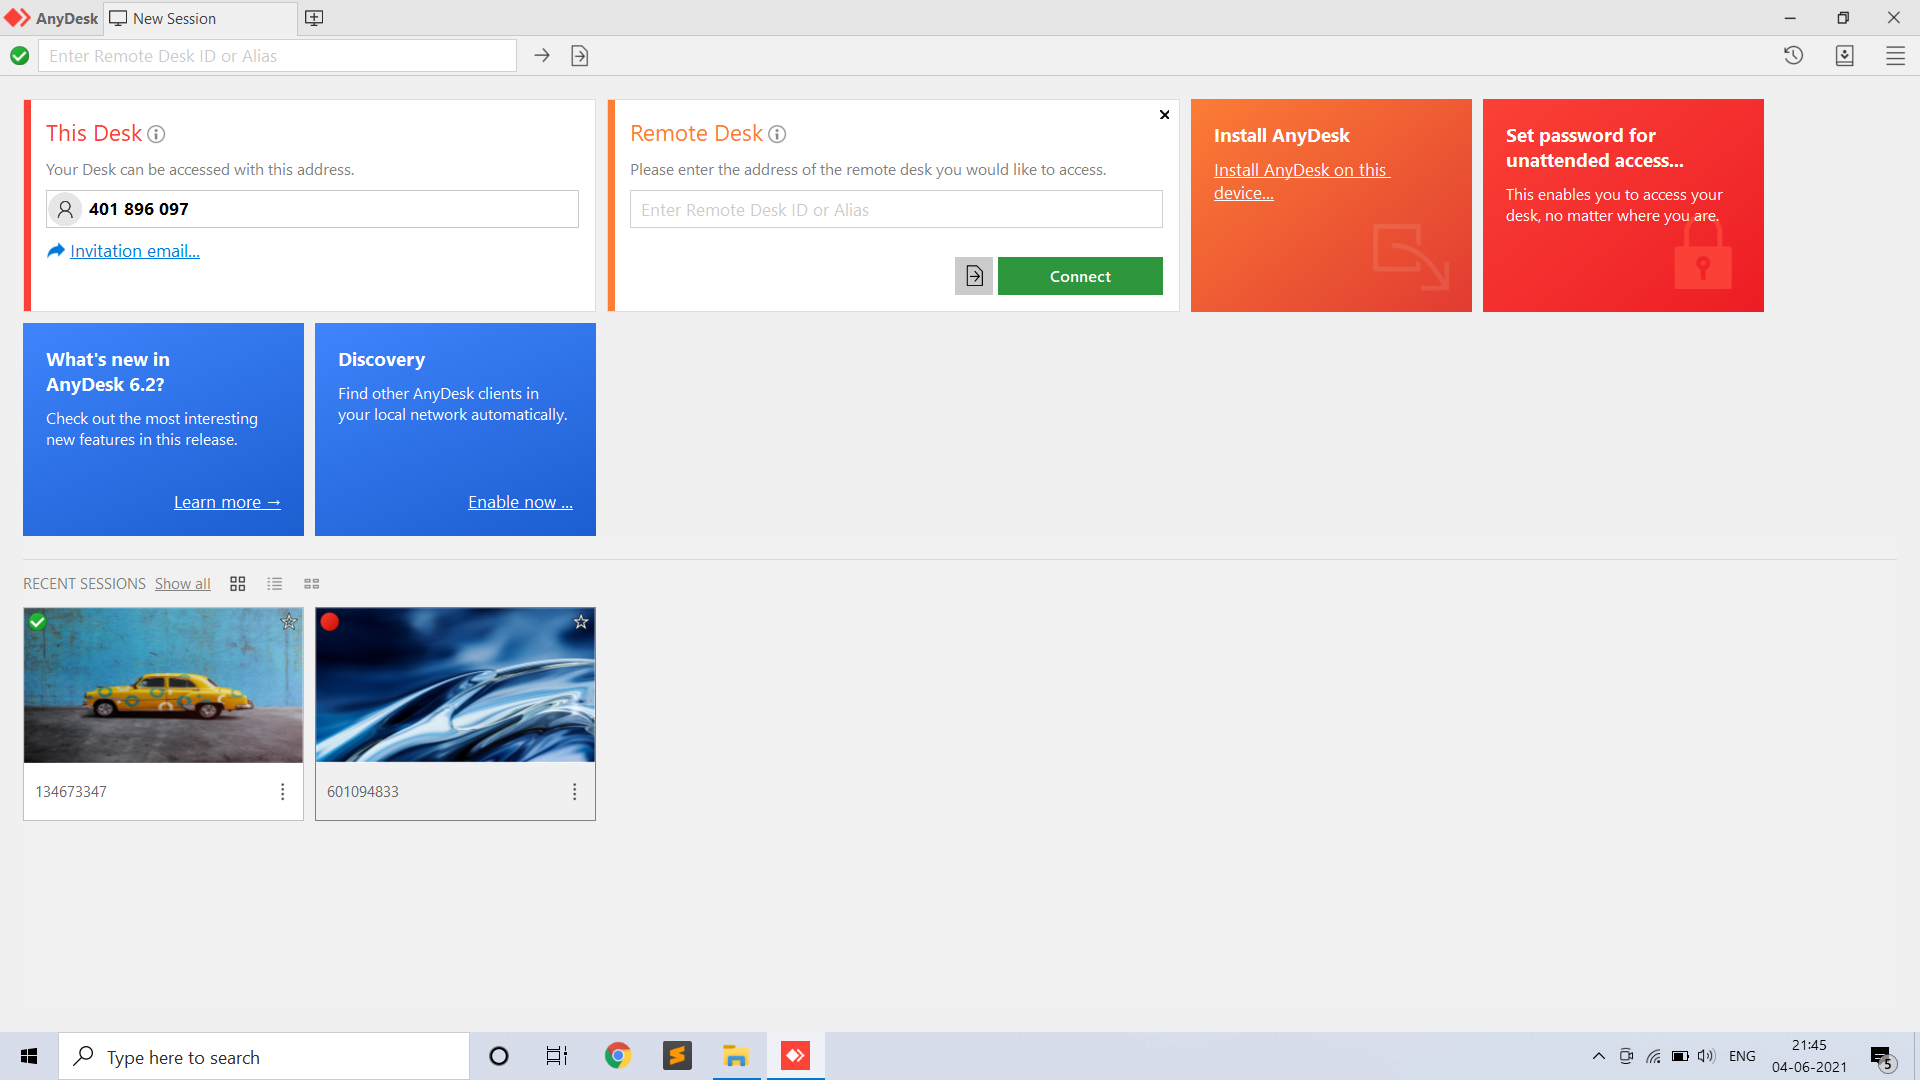 AnyDesk
New Session
Enter Remote Desk ID or Alias
This Desk
Your Desk can be accessed with this address.
401 896 097
Invitation email...
Remote Desk
Please enter the address of the remote desk you would like to access.
Enter Remote Desk ID or Alias
Connect
Install AnyDesk
Install AnyDesk on this
device...
Set password for
unattended access...
This enables you to access your
desk, no matter where you are.
What's new in
AnyDesk 6.2?
Check out the most interesting
new features in this release.
Learn more →
Discovery
Find other AnyDesk clients in
your local network automatically.
Enable now ...
RECENT SESSIONS Show all
134673347
601094833
Type here to search
ENG
21:45
04-06-2021
5